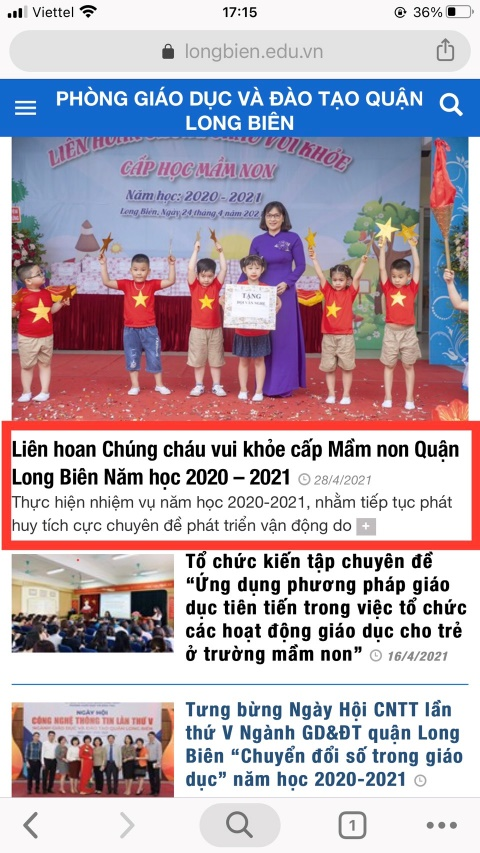 Viettel 17:15 36%
longbien.edu.vn
PHÒNG GIÁO DỤC VÀ ĐÀO TẠO QUẬN
LONG BIÊN
LIÊN HOAN CHÚNG CHÁU VUI KHỎE
CẤP HỌC MẦM NON
Năm học: 2020 - 2021
Long Biên, Ngày 24 tháng 4 năm 2021
TẶNG
ĐỘI VĂN NGHỆ
Liên hoan Chúng cháu vui khỏe cấp Mầm non Quận
Long Biên Năm học 2020 – 2021 28/4/2021
Thực hiện nhiệm vụ năm học 2020-2021, nhằm tiếp tục phát
huy tích cực chuyên đề phát triển vận động do +
Tổ chức kiến tập chuyên đề
“Ứng dụng phương pháp giáo
dục tiên tiến trong việc tổ chức
các hoạt động giáo dục cho trẻ
ở trường mầm non” 16/4/2021
NGÀY HỘI
CÔNG NGHỆ THÔNG TIN LẦN THỨ V
Tưng bừng Ngày Hội CNTT lần
thứ V Ngành GD&ĐT quận Long
Biên “Chuyển đổi số trong giáo
dục” năm học 2020-2021
1